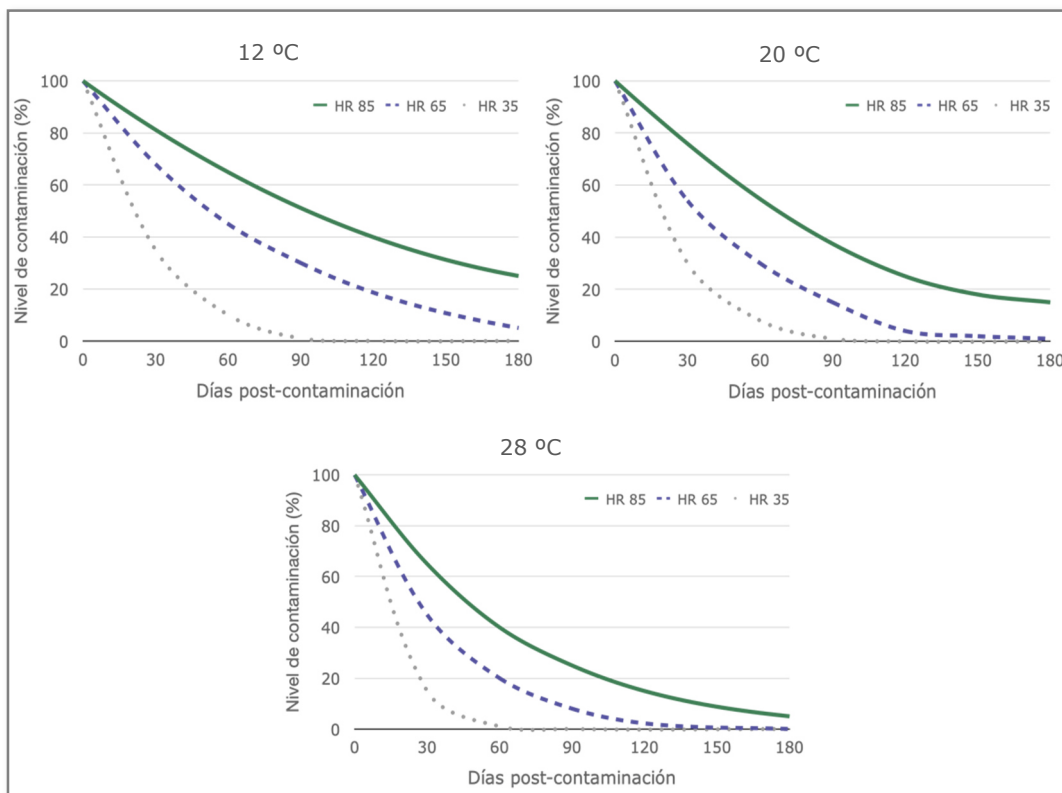 12 ºC
Nivel de contaminación (%)
100
80
60
40
20
0
HR 85 HR 65 HR 35
0 30 60 90 120 150 180
Días post-contaminación
20 ºC
Nivel de contaminación (%)
100
80
60
40
20
0
HR 85 HR 65 HR 35
0 30 60 90 120 150 180
Días post-contaminación
28 ºC
Nivel de contaminación (%)
100
80
60
40
20
0
HR 85 HR 65 HR 35
0 30 60 90 120 150 180
Días post-contaminación